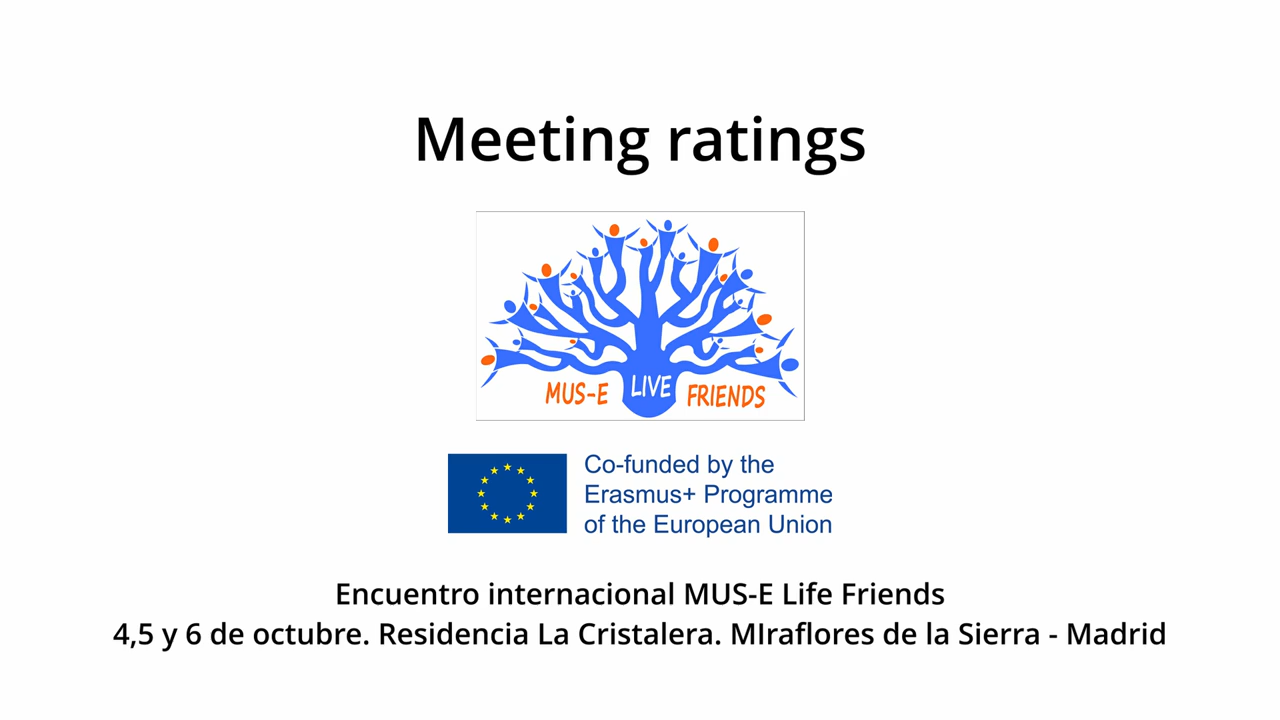 Meeting ratings
MUS-E LIVE FRIENDS
Co-funded by the
Erasmus+ Programme
of the European Union
Encuentro internacional MUS-E Life Friends
4,5 y 6 de octubre. Residencia La Cristalera. MIraflores de la Sierra - Madrid